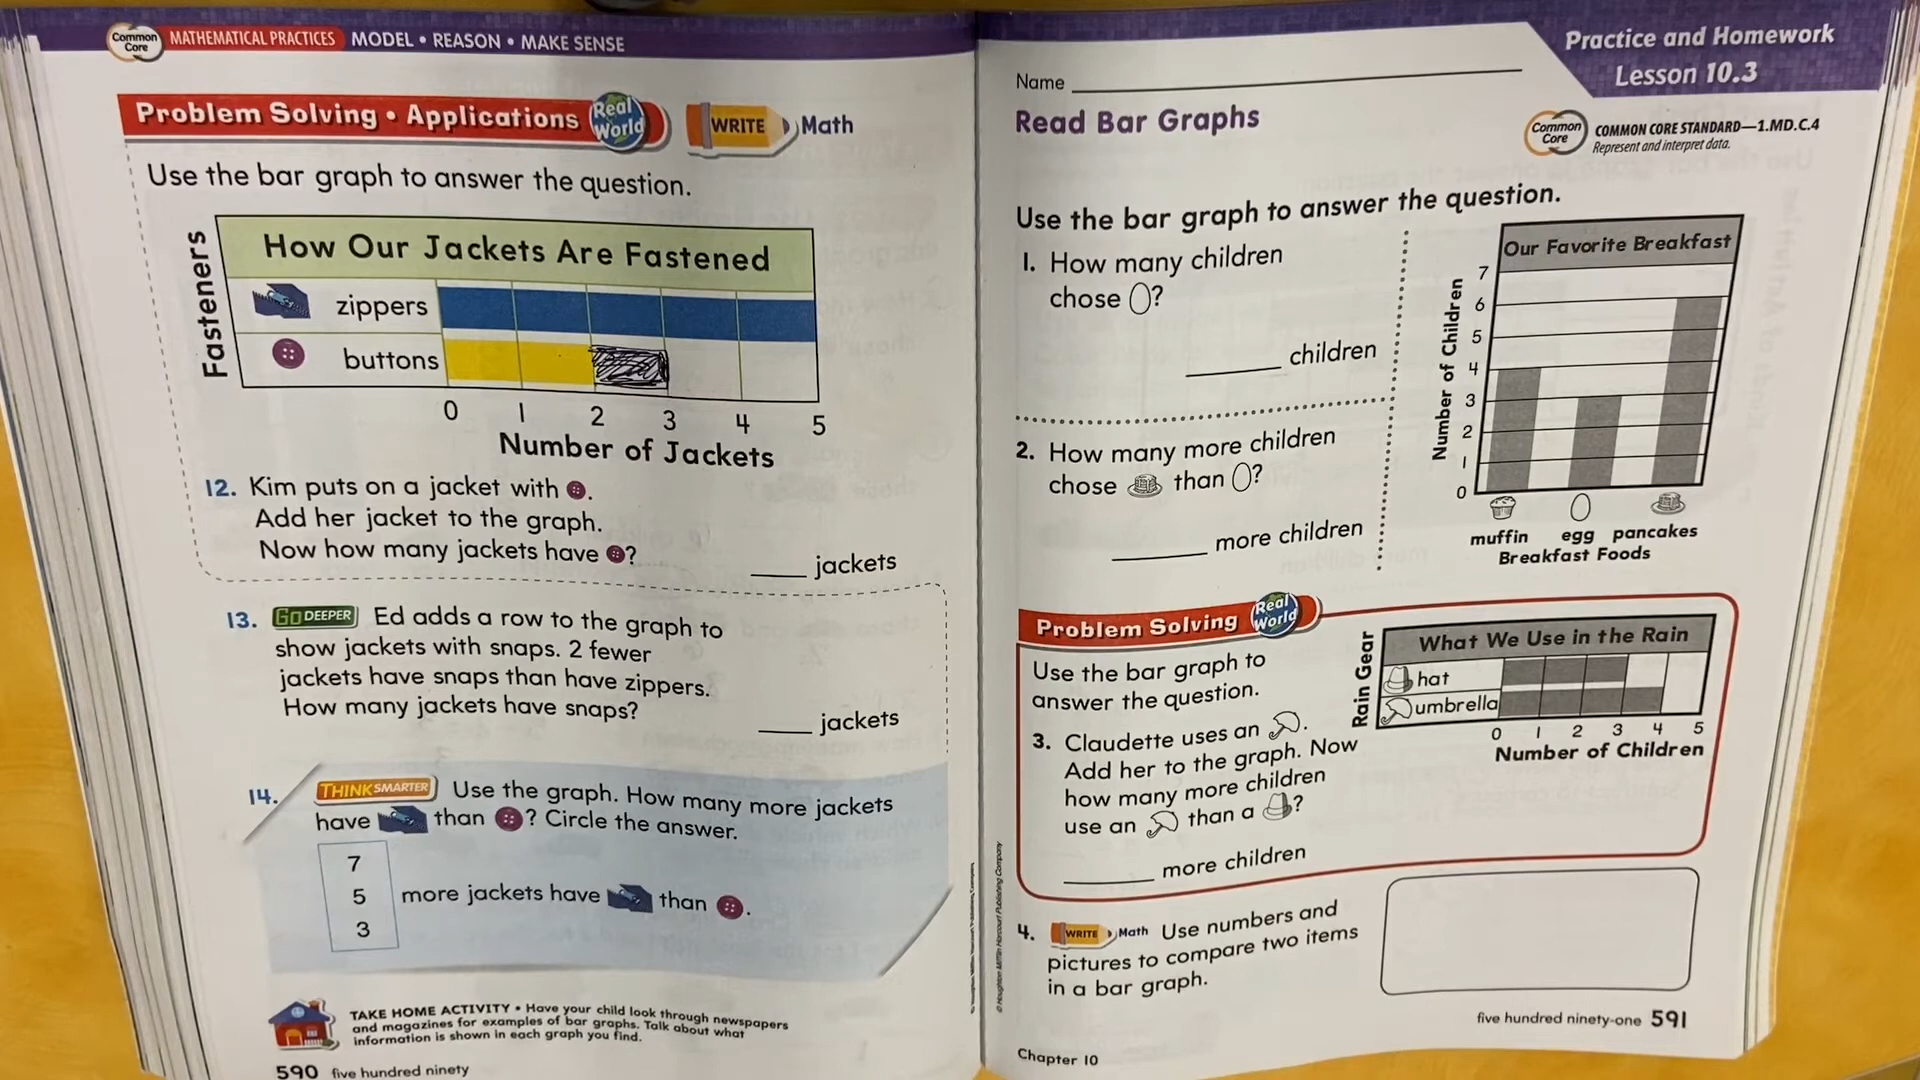 Common Core MATHEMATICAL PRACTICES MODEL • REASON • MAKE SENSE
Problem Solving • Applications Real World WRITE Math
Use the bar graph to answer the question.
How Our Jackets Are Fastened
Fasteners
zippers
buttons
0 1 2 3 4 5
Number of Jackets
12. Kim puts on a jacket with .
Add her jacket to the graph.
Now how many jackets have ?
____ jackets
13. GO DEEPER Ed adds a row to the graph to
show jackets with snaps. 2 fewer
jackets have snaps than have zippers.
How many jackets have snaps?
____ jackets
14. THINK SMARTER Use the graph. How many more jackets
have than ? Circle the answer.
7
5 more jackets have than .
3
TAKE HOME ACTIVITY • Have your child look through newspapers
and magazines for examples of bar graphs. Talk about what
information is shown in each graph you find.
590 five hundred ninety
Practice and Homework
Lesson 10.3
Name
Read Bar Graphs
Common Core COMMON CORE STANDARD—1.MD.C.4
Represent and interpret data.
Use the bar graph to answer the question.
1. How many children
chose ?
____ children
2. How many more children
chose than ?
____ more children
Our Favorite Breakfast
Number of Children
7
6
5
4
3
2
1
0
muffin egg pancakes
Breakfast Foods
Problem Solving Real World
Use the bar graph to
answer the question.
3. Claudette uses an .
Add her to the graph. Now
how many more children
use an than a ?
____ more children
What We Use in the Rain
Rain Gear
hat
umbrella
0 1 2 3 4 5
Number of Children
4. WRITE Math Use numbers and
pictures to compare two items
in a bar graph.
© Houghton Mifflin Harcourt Publishing Company
Chapter 10
five hundred ninety-one 591